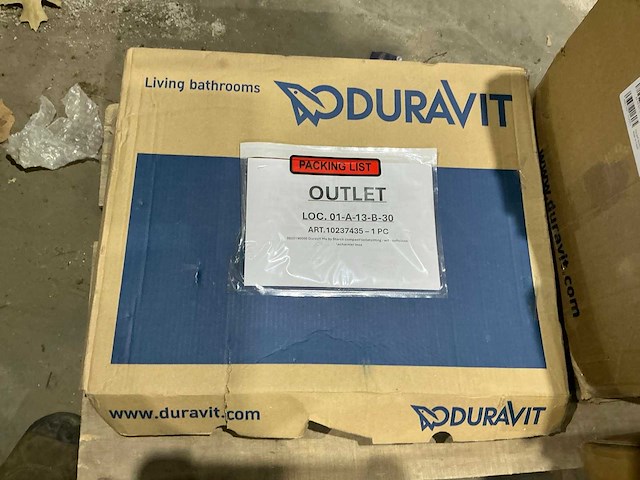 Living bathrooms
DURAVIT
PACKING LIST
OUTLET
LOC. 01-A-13-B-30
ART.10237435 – 1 PC
www.duravit.com
DURAVIT
www.duravit.com